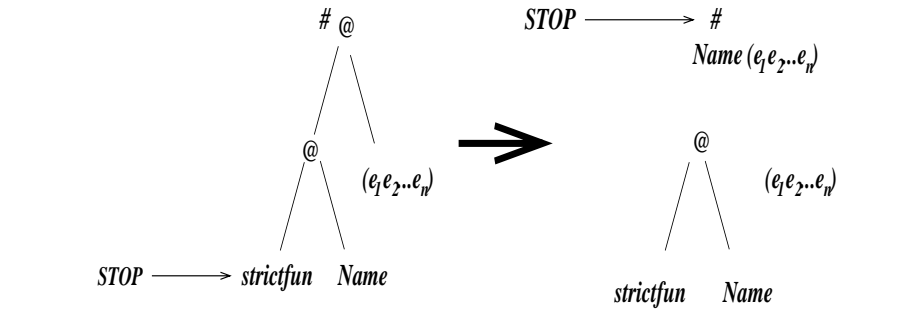 # @
STOP #
Name (e1e2..en)
@
@
(e1e2..en)
(e1e2..en)
STOP strictfun Name
strictfun Name